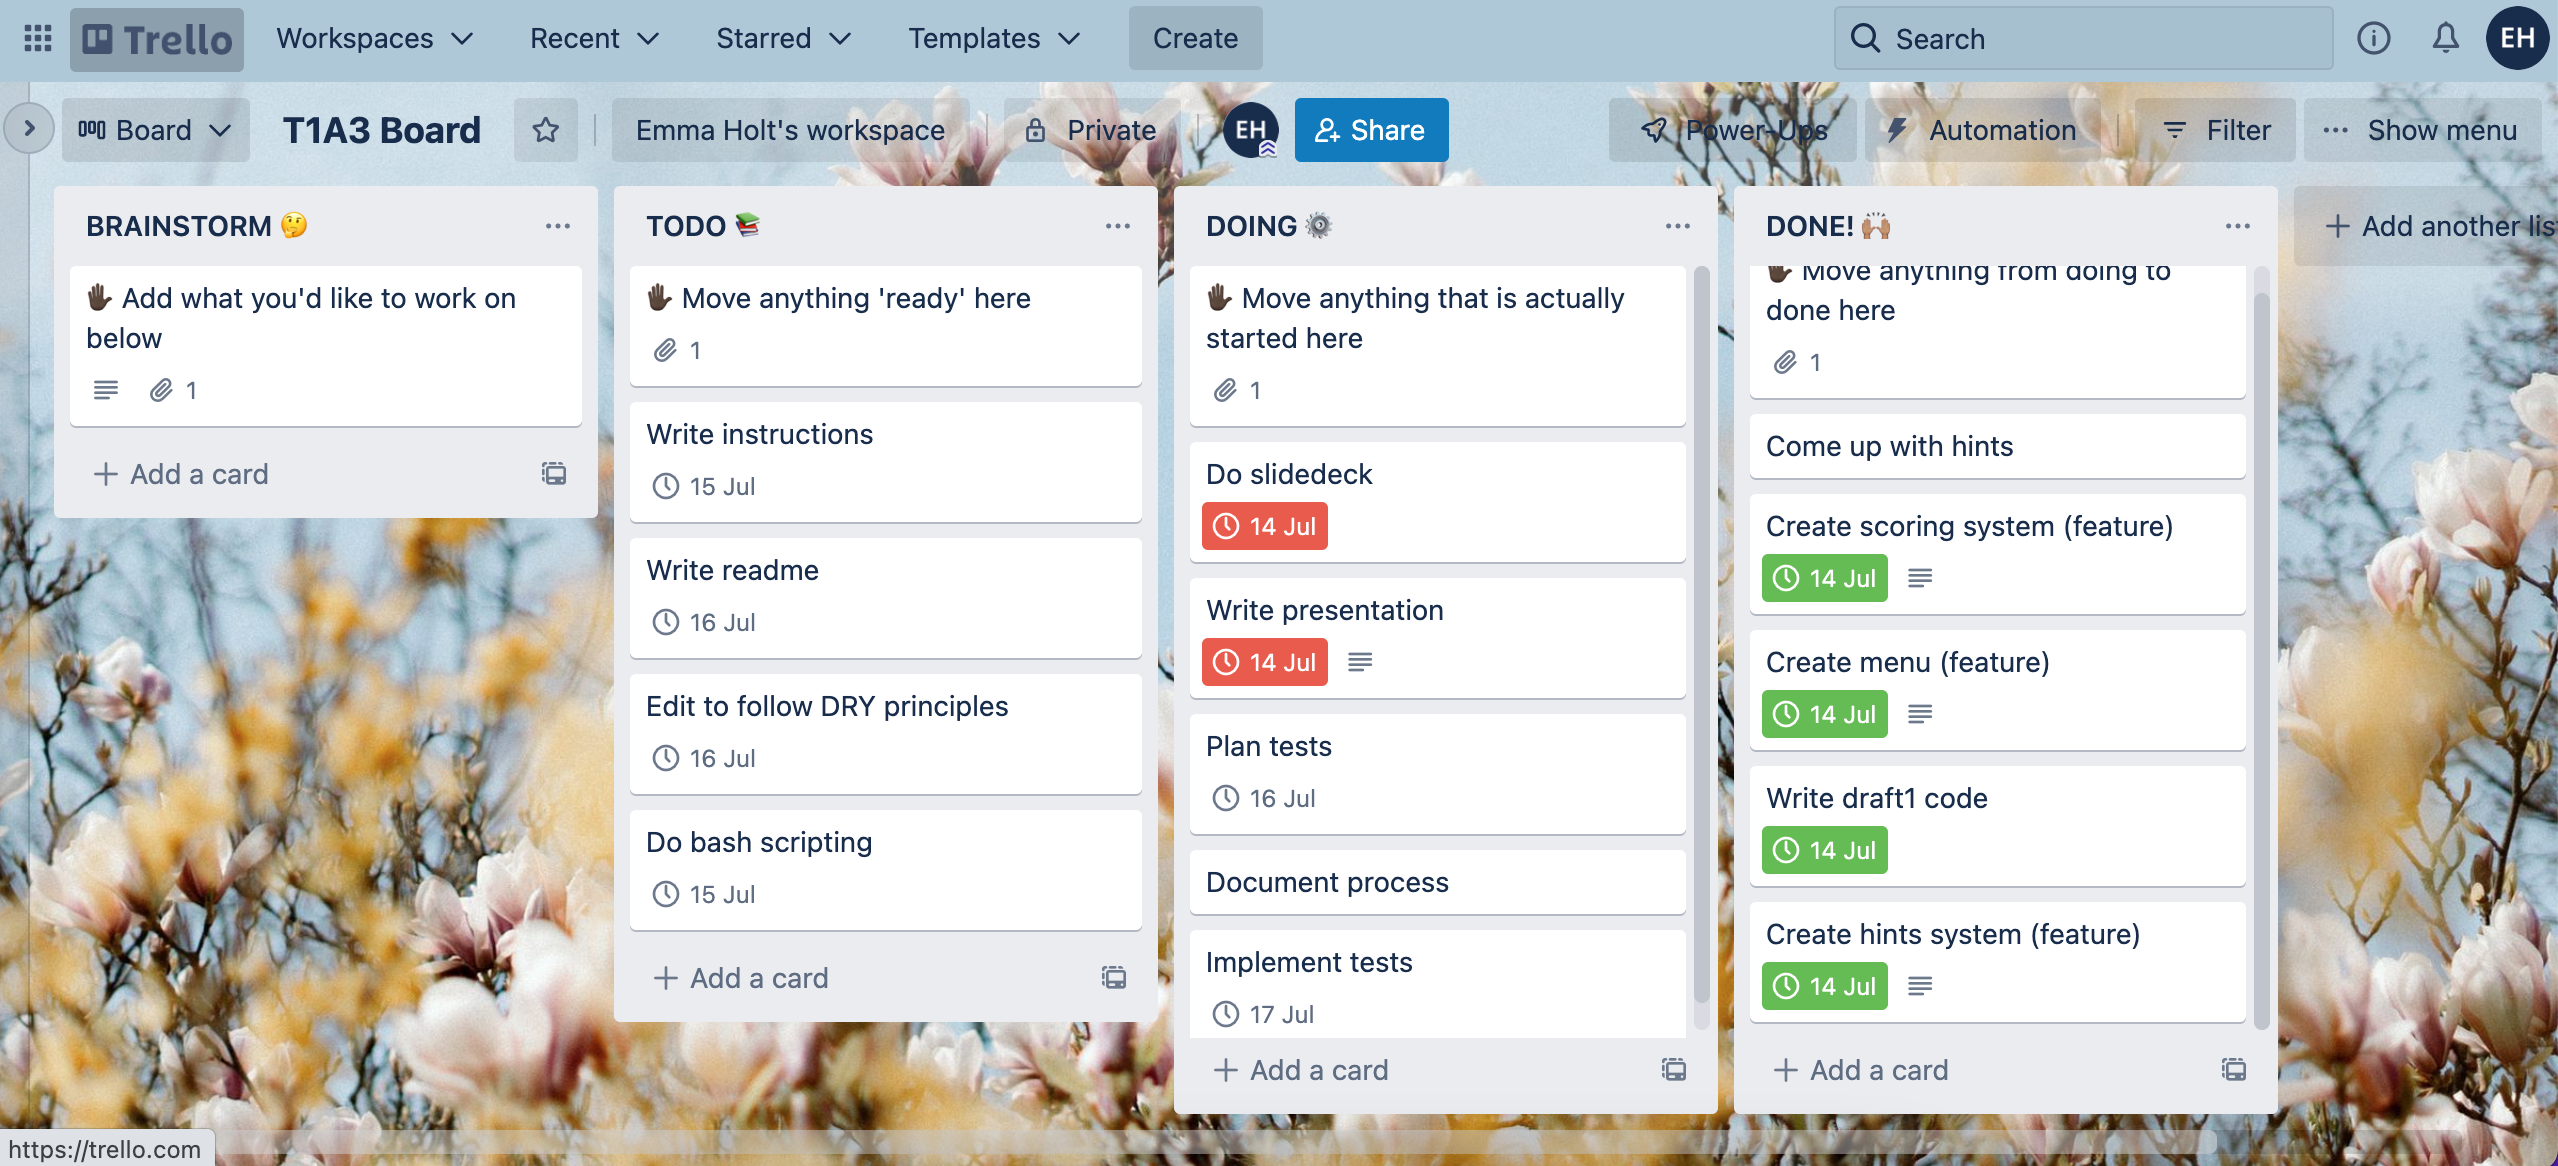 Trello
Workspaces
Recent
Starred
Templates
Create
Search
EH
Board
T1A3 Board
Emma Holt's workspace
Private
EH
Share
Power-Ups
Automation
Filter
Show menu
BRAINSTORM 🤔
🖐🏿 Add what you'd like to work on
below
1
Add a card
TODO 📚
🖐🏿 Move anything 'ready' here
1
Write instructions
15 Jul
Write readme
16 Jul
Edit to follow DRY principles
16 Jul
Do bash scripting
15 Jul
Add a card
DOING ⚙️
🖐🏿 Move anything that is actually
started here
1
Do slidedeck
14 Jul
Write presentation
14 Jul
Plan tests
16 Jul
Document process
Implement tests
17 Jul
Add a card
DONE! 🙌🏽
🖐🏿 Move anything from doing to
done here
1
Come up with hints
Create scoring system (feature)
14 Jul
Create menu (feature)
14 Jul
Write draft1 code
14 Jul
Create hints system (feature)
14 Jul
Add a card
Add another lis
https://trello.com